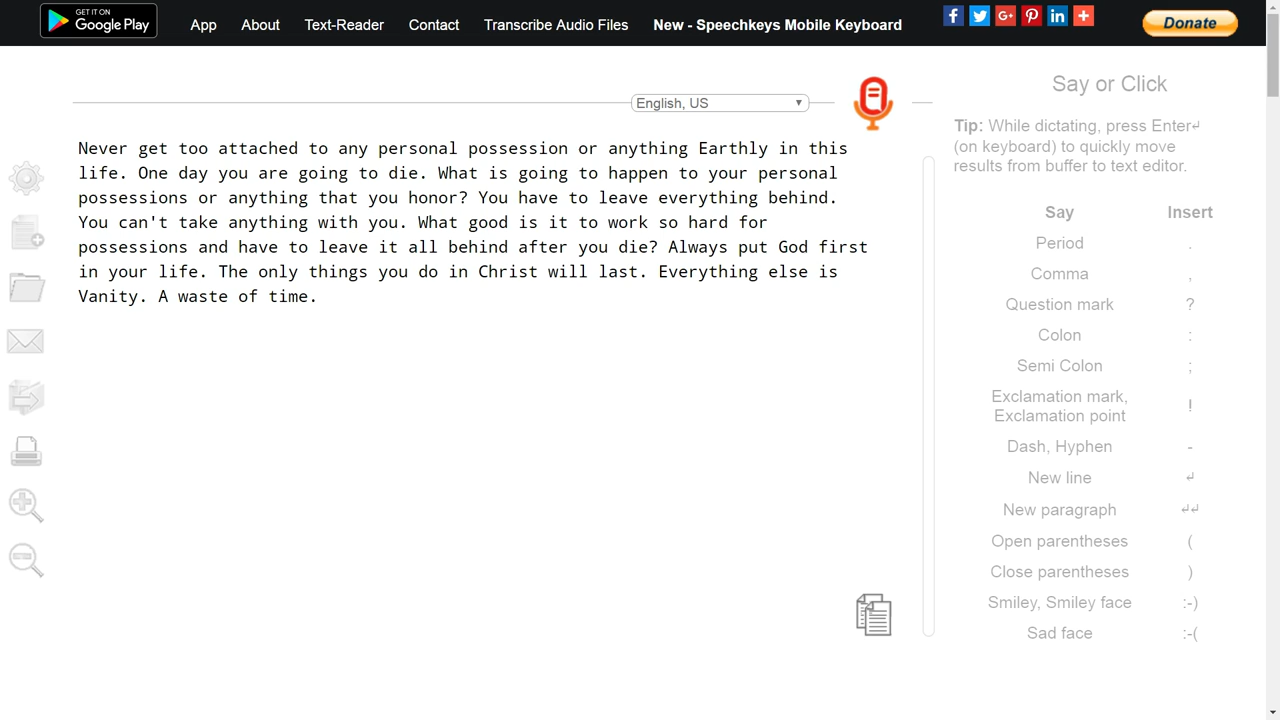 GET IT ON
Google Play
App About Text-Reader Contact Transcribe Audio Files New - Speechkeys Mobile Keyboard
Donate
English, US
Never get too attached to any personal possession or anything Earthly in this
life. One day you are going to die. What is going to happen to your personal
possessions or anything that you honor? You have to leave everything behind.
You can't take anything with you. What good is it to work so hard for
possessions and have to leave it all behind after you die? Always put God first
in your life. The only things you do in Christ will last. Everything else is
Vanity. A waste of time.
Say or Click
Tip: While dictating, press Enter↵
(on keyboard) to quickly move
results from buffer to text editor.
Say Insert
Period .
Comma ,
Question mark ?
Colon :
Semi Colon ;
Exclamation mark,
Exclamation point !
Dash, Hyphen -
New line ↵
New paragraph ↵↵
Open parentheses (
Close parentheses )
Smiley, Smiley face :-)
Sad face :-(